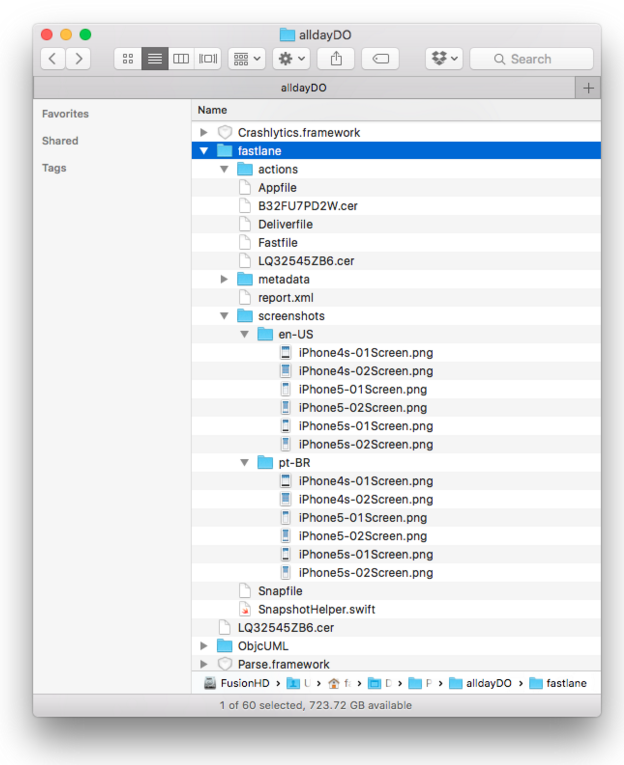 alldayDO
Search
alldayDO
Favorites
Shared
Tags
Name
Crashlytics.framework
fastlane
actions
Appfile
B32FU7PD2W.cer
Deliverfile
Fastfile
LQ32545ZB6.cer
metadata
report.xml
screenshots
en-US
iPhone4s-01Screen.png
iPhone4s-02Screen.png
iPhone5-01Screen.png
iPhone5-02Screen.png
iPhone5s-01Screen.png
iPhone5s-02Screen.png
pt-BR
iPhone4s-01Screen.png
iPhone4s-02Screen.png
iPhone5-01Screen.png
iPhone5-02Screen.png
iPhone5s-01Screen.png
iPhone5s-02Screen.png
Snapfile
SnapshotHelper.swift
LQ32545ZB6.cer
ObjcUML
Parse.framework
FusionHD › › › › › alldayDO › fastlane
1 of 60 selected, 723.72 GB available